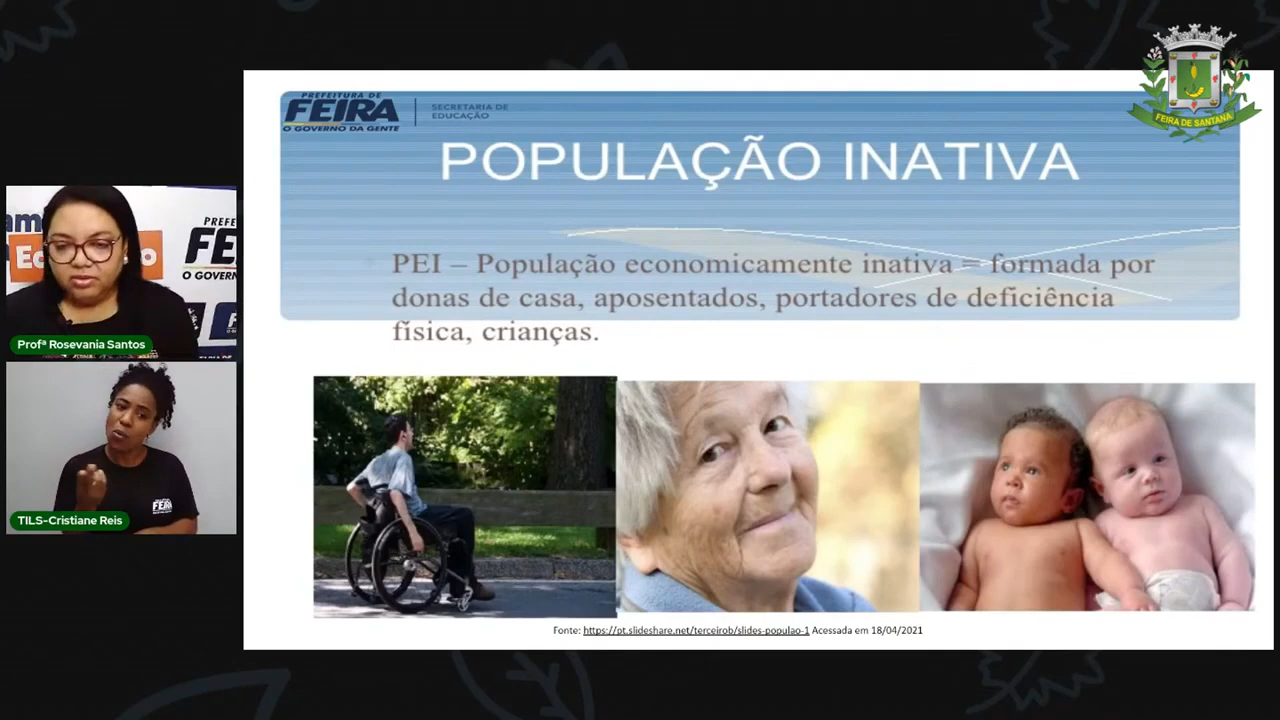 PREFEITURA DE
FEIRA
O GOVERNO DA GENTE
SECRETARIA DE
EDUCAÇÃO
FEIRA DE SANTANA
POPULAÇÃO INATIVA
PEI – População economicamente inativa = formada por
donas de casa, aposentados, portadores de deficiência
física, crianças.
Profª Rosevania Santos
FEIRA
TILS-Cristiane Reis
Fonte: https://pt.slideshare.net/terceirob/slides-populao-1 Acessada em 18/04/2021